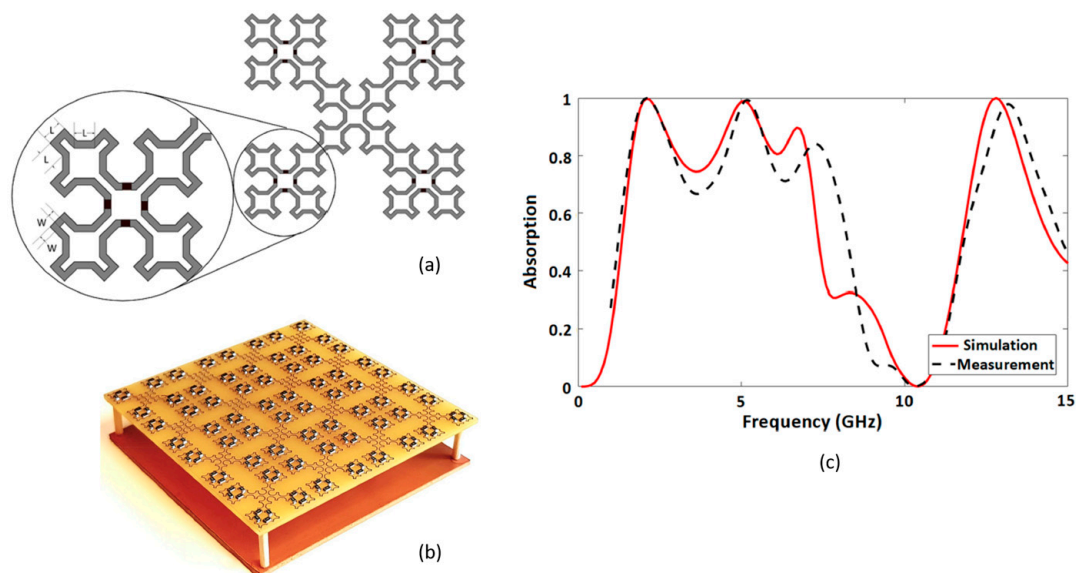 L
L
L
W
W
(a)
(b)
Absorption
1
0.8
0.6
0.4
0.2
0
0
5
10
15
Simulation
Measurement
Frequency (GHz)
(c)